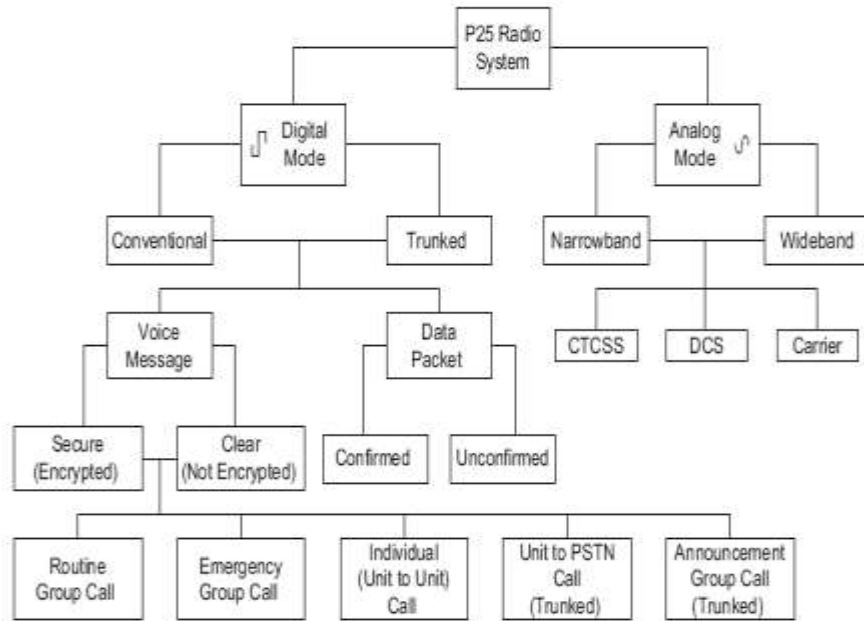 P25 Radio
System
Digital
Mode
Analog
Mode
Conventional
Trunked
Narrowband
Wideband
Voice
Message
Data
Packet
CTCSS
DCS
Carrier
Secure
(Encrypted)
Clear
(Not Encrypted)
Confirmed
Unconfirmed
Routine
Group Call
Emergency
Group Call
Individual
(Unit to Unit)
Call
Unit to PSTN
Call
(Trunked)
Announcement
Group Call
(Trunked)